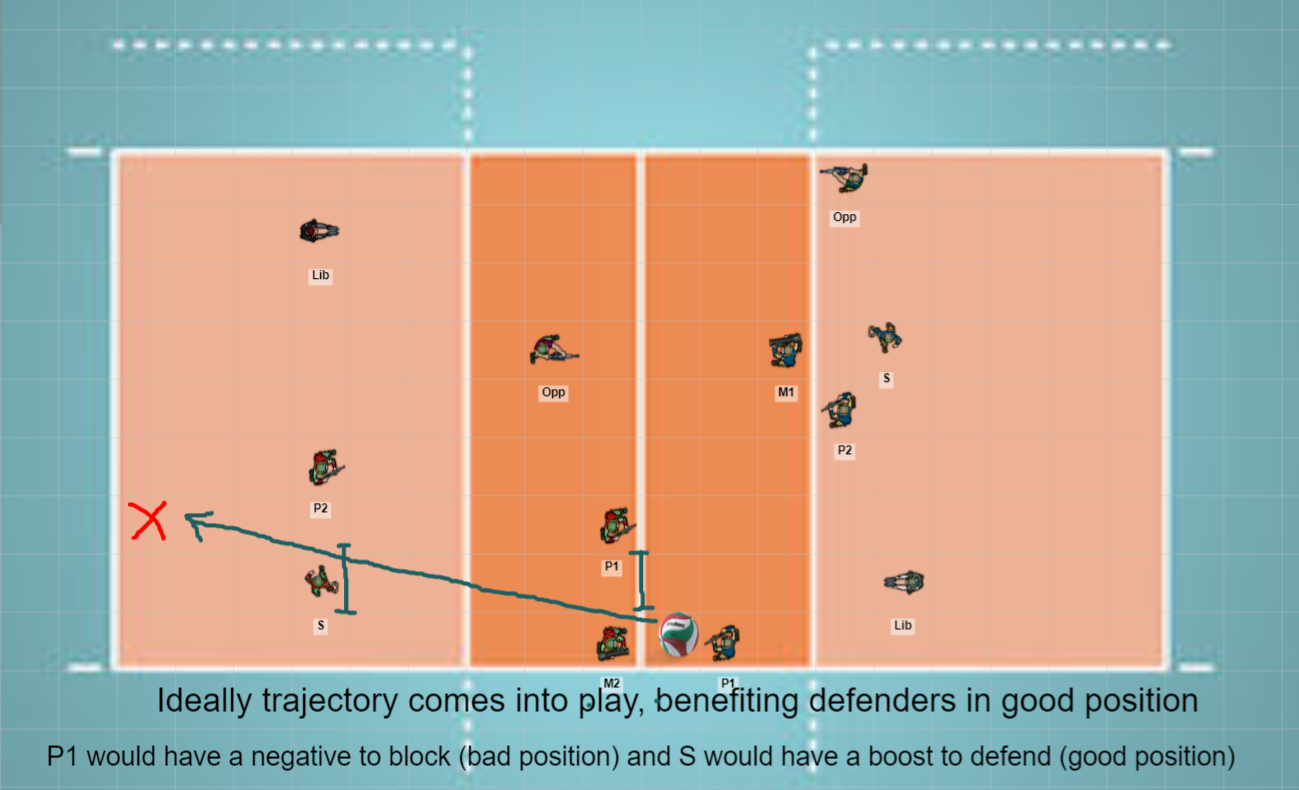 Opp
Lib
Opp
M1
S
P2
P2
P1
S
Lib
M2
P1
molten
Ideally trajectory comes into play, benefiting defenders in good position
P1 would have a negative to block (bad position) and S would have a boost to defend (good position)